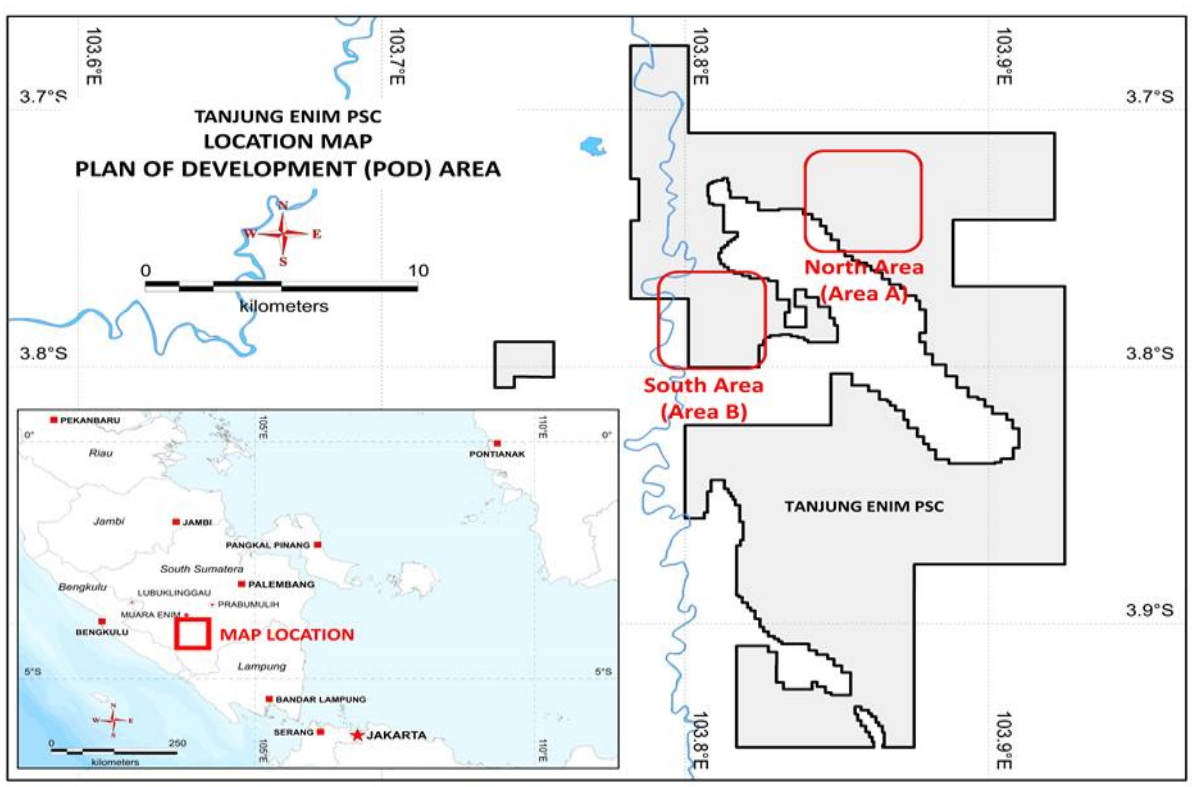 103.6°E
103.7°E
103.8°E
103.9°E
3.7°S
3.7°S
TANJUNG ENIM PSC
LOCATION MAP
PLAN OF DEVELOPMENT (POD) AREA
N
W
E
S
0
10
kilometers
North Area
(Area A)
3.8°S
3.8°S
South Area
(Area B)
TANJUNG ENIM PSC
3.9°S
103.8°E
103.9°E
PEKANBARU
105°E
110°E
0°
0°
Riau
PONTIANAK
Jambi
JAMBI
PANGKAL PINANG
South Sumatera
Bengkulu
PALEMBANG
LUBUKLINGGAU
PRABUMULIH
MUARA ENIM
BENGKULU
MAP LOCATION
Lampung
5°S
5°S
N
W
E
S
BANDAR LAMPUNG
SERANG
JAKARTA
0
250
kilometers
105°E
110°E